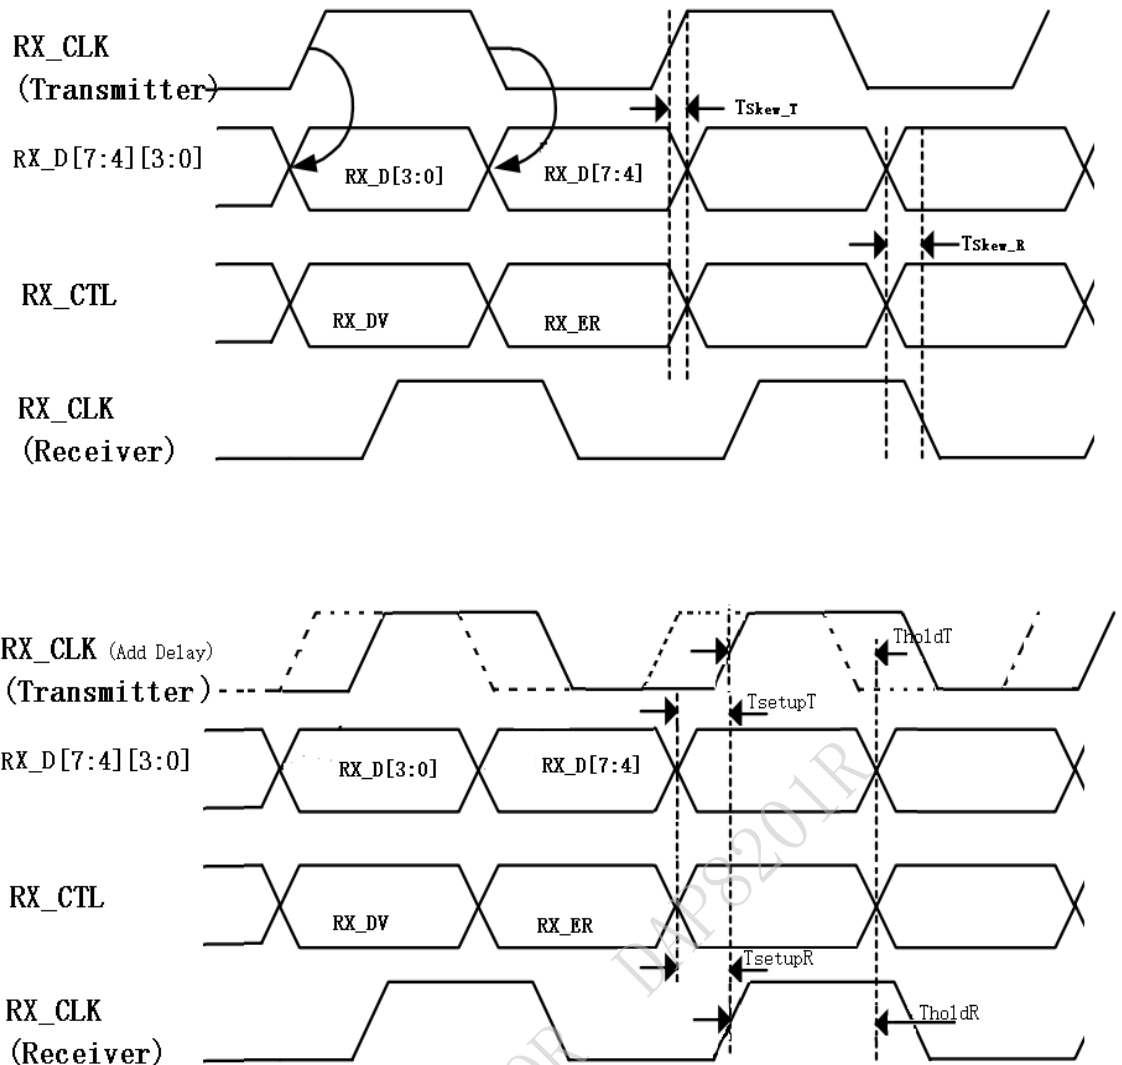 RX_CLK
(Transmitter)
TSkew_T
RX_D[7:4][3:0]
RX_D[3:0]
RX_D[7:4]
TSkew_R
RX_CTL
RX_DV
RX_ER
RX_CLK
(Receiver)
RX_CLK (Add Delay)
(Transmitter)
TholdT
TsetupT
RX_D[7:4][3:0]
RX_D[3:0]
RX_D[7:4]
DAP8201R
RX_CTL
RX_DV
RX_ER
TsetupR
RX_CLK
(Receiver)
TholdR